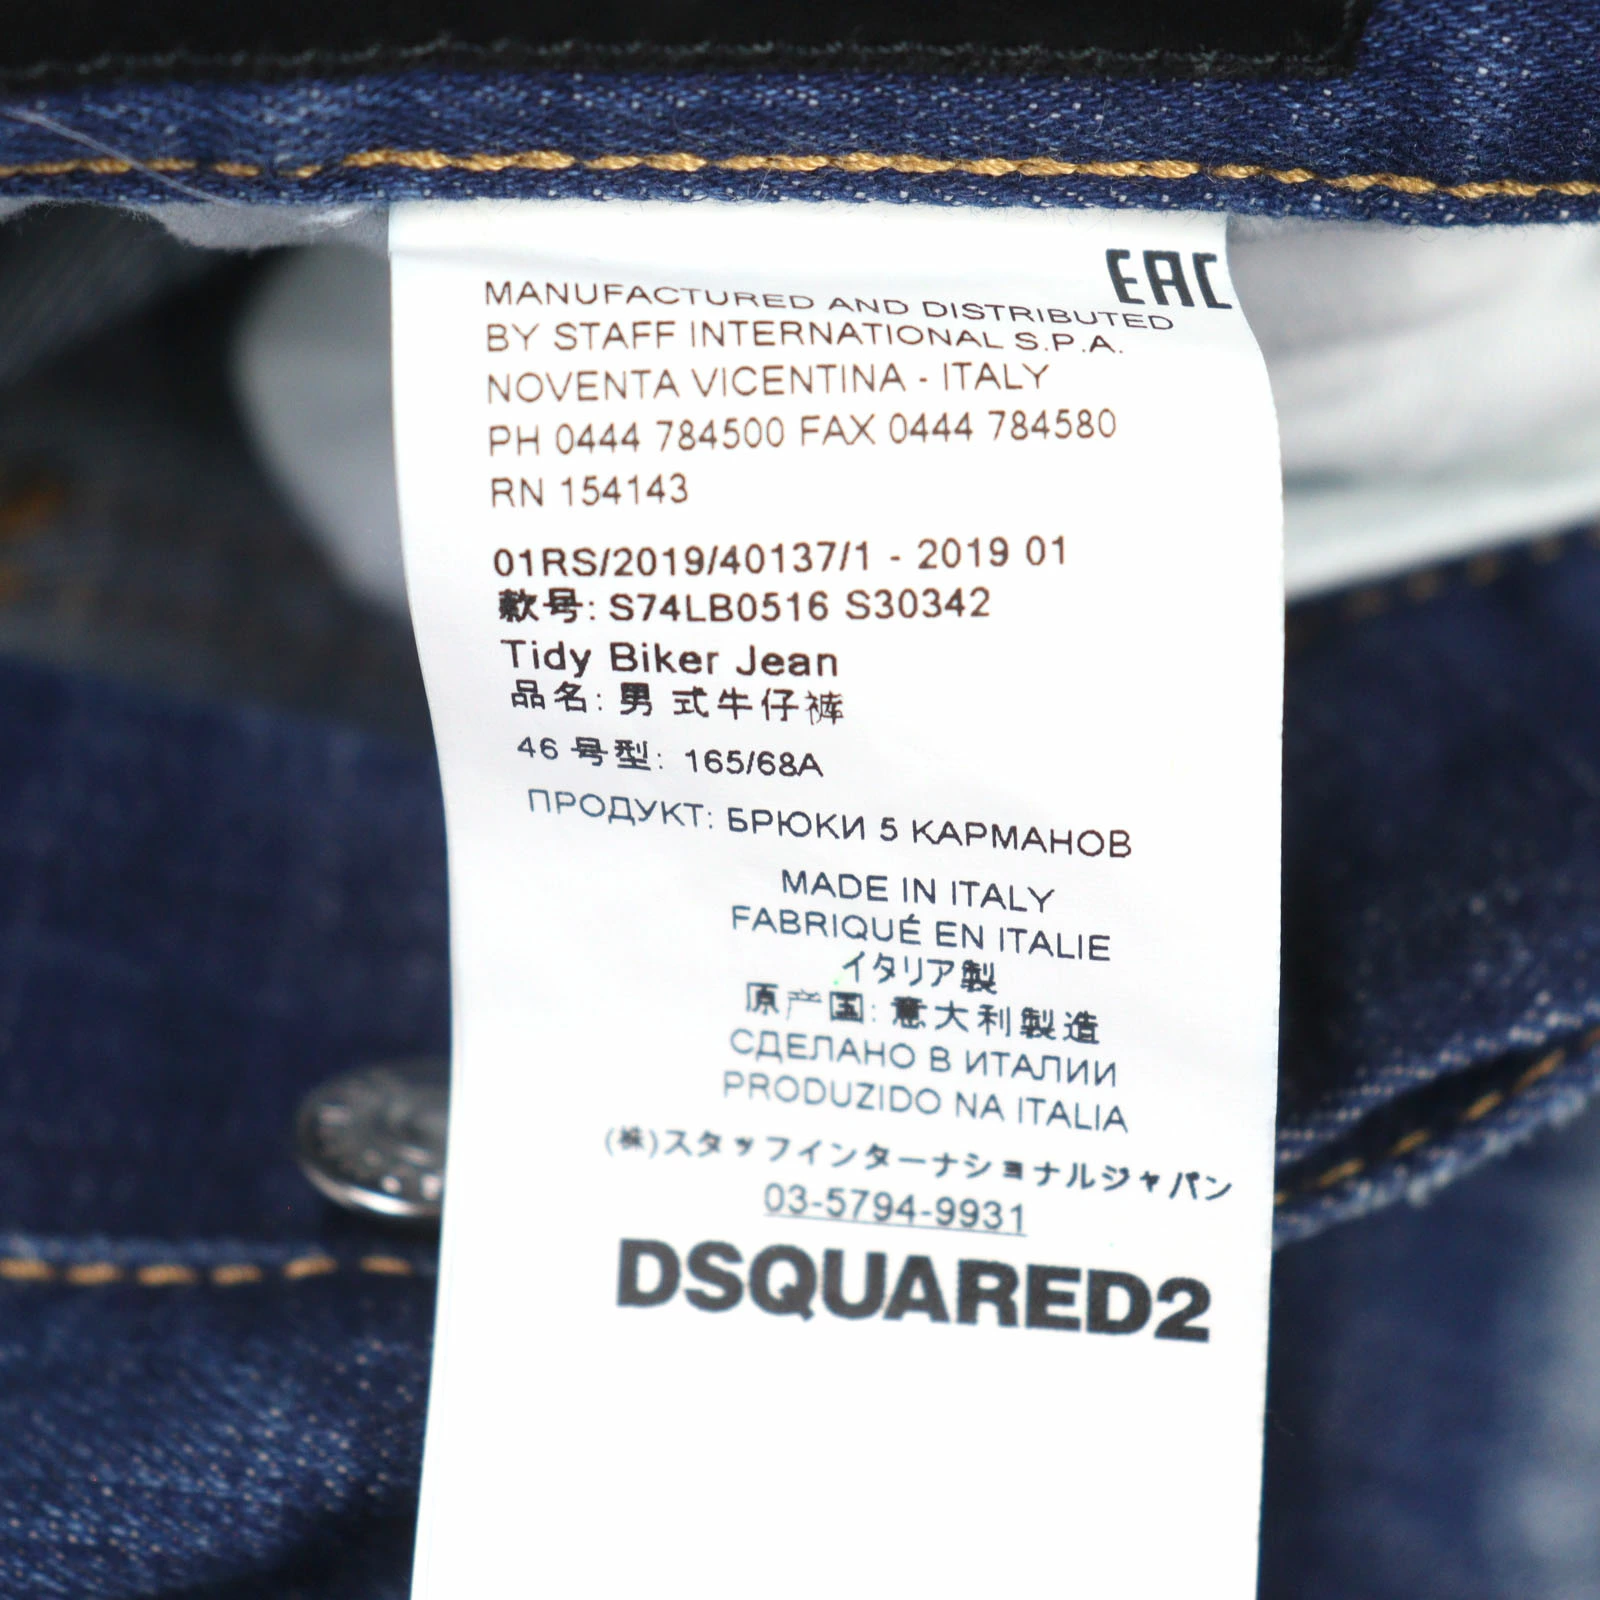 EAC
MANUFACTURED AND DISTRIBUTED
BY STAFF INTERNATIONAL S.P.A.
NOVENTA VICENTINA - ITALY
PH 0444 784500 FAX 0444 784580
RN 154143
01RS/2019/40137/1 - 2019 01
款号: S74LB0516 S30342
Tidy Biker Jean
品名: 男 式牛仔裤
46 号型: 165/68A
ПРОДУКТ: БРЮКИ 5 КАРМАНОВ
MADE IN ITALY
FABRIQUÉ EN ITALIE
イタリア製
原产国: 意大利製造
СДЕЛАНО В ИТАЛИИ
PRODUZIDO NA ITALIA
(株)スタッフインターナショナルジャパン
03-5794-9931
DSQUARED2